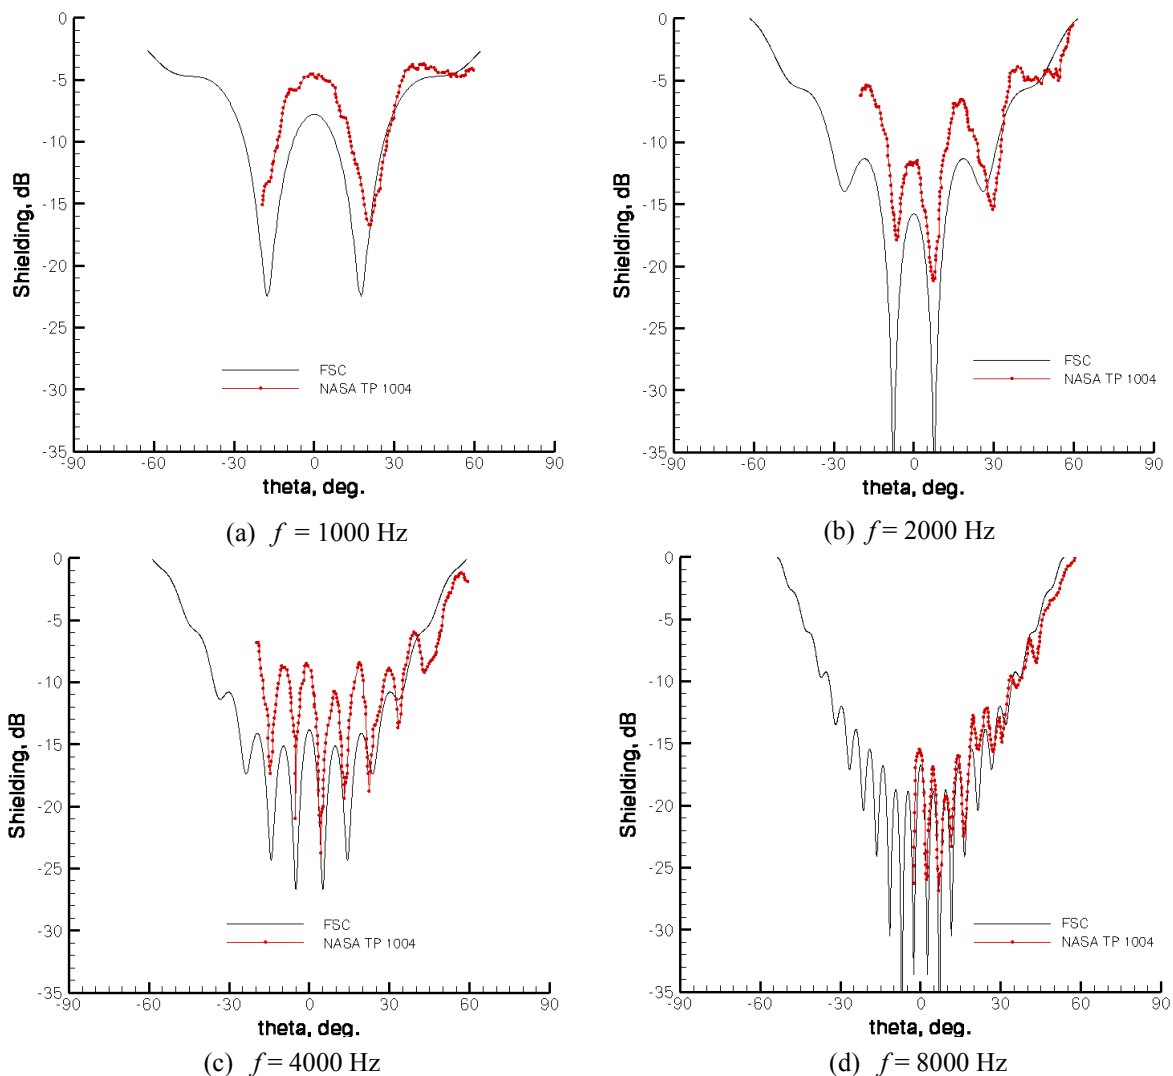 0
-5
-10
-15
-20
-25
-30
-35
Shielding, dB
-90 -60 -30 0 30 60 90
theta, deg.
FSC
NASA TP 1004
(a) f = 1000 Hz
0
-5
-10
-15
-20
-25
-30
-35
Shielding, dB
-90 -60 -30 0 30 60 90
theta, deg.
FSC
NASA TP 1004
(b) f = 2000 Hz
0
-5
-10
-15
-20
-25
-30
-35
Shielding, dB
-90 -60 -30 0 30 60 90
theta, deg.
FSC
NASA TP 1004
(c) f = 4000 Hz
0
-5
-10
-15
-20
-25
-30
-35
Shielding, dB
-90 -60 -30 0 30 60 90
theta, deg.
FSC
NASA TP 1004
(d) f = 8000 Hz